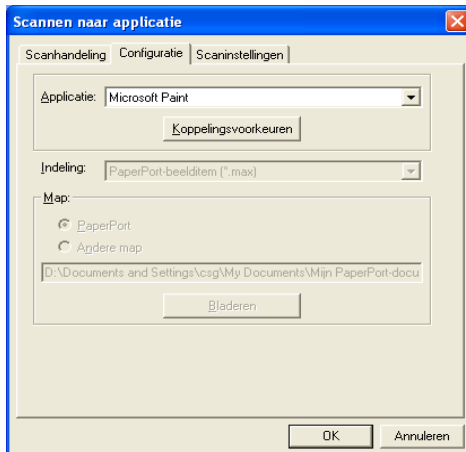 Scannen naar applicatie
Scanhandeling Configuratie Scaninstellingen
Applicatie: Microsoft Paint
Koppelingsvoorkeuren
Indeling: PaperPort-beelditem (*.max)
Map:
PaperPort
Andere map
D:\Documents and Settings\csg\My Documents\Mijn PaperPort-docu
Bladeren
OK Annuleren